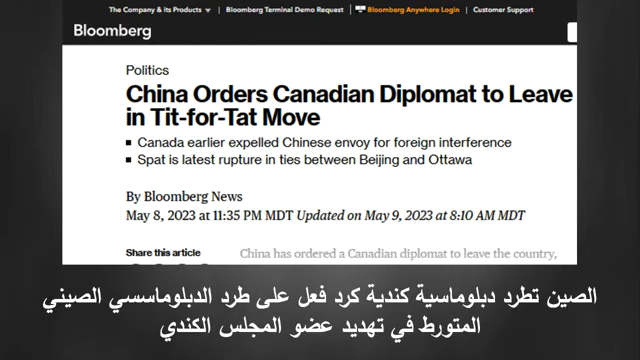 The Company & its Products ▼ | Bloomberg Terminal Demo Request | Bloomberg Anywhere Login | Customer Support
Bloomberg
Politics
China Orders Canadian Diplomat to Leave
in Tit-for-Tat Move
▪ Canada earlier expelled Chinese envoy for foreign interference
▪ Spat is latest rupture in ties between Beijing and Ottawa
By Bloomberg News
May 8, 2023 at 11:35 PM MDT Updated on May 9, 2023 at 8:10 AM MDT
Share this article
China has ordered a Canadian diplomat to leave the country,
الصين تطرد دبلوماسية كندية كرد فعل على طرد الدبلوماسسي الصيني
المتورط في تهديد عضو المجلس الكندي